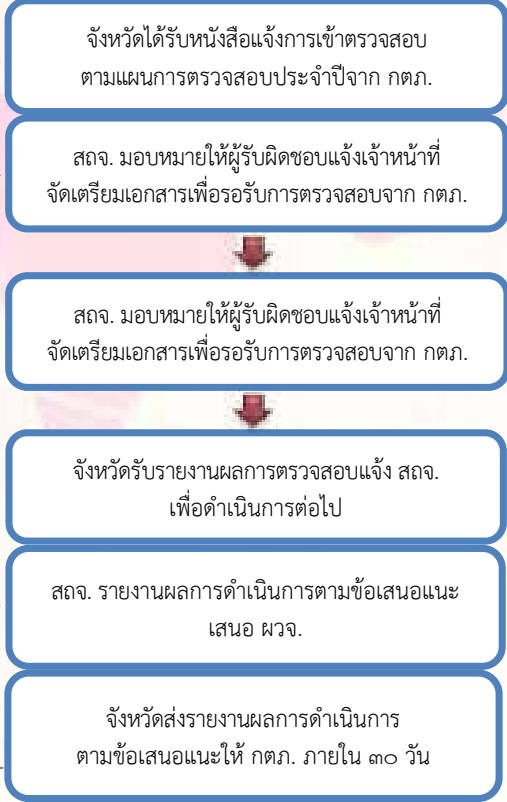 จังหวัดได้รับหนังสือแจ้งการเข้าตรวจสอบ
ตามแผนการตรวจสอบประจำปีจาก กตภ.
สถจ. มอบหมายให้ผู้รับผิดชอบแจ้งเจ้าหน้าที่
จัดเตรียมเอกสารเพื่อรอรับการตรวจสอบจาก กตภ.
สถจ. มอบหมายให้ผู้รับผิดชอบแจ้งเจ้าหน้าที่
จัดเตรียมเอกสารเพื่อรอรับการตรวจสอบจาก กตภ.
จังหวัดรับรายงานผลการตรวจสอบแจ้ง สถจ.
เพื่อดำเนินการต่อไป
สถจ. รายงานผลการดำเนินการตามข้อเสนอแนะ
เสนอ ผวจ.
จังหวัดส่งรายงานผลการดำเนินการ
ตามข้อเสนอแนะให้ กตภ. ภายใน ๓๐ วัน